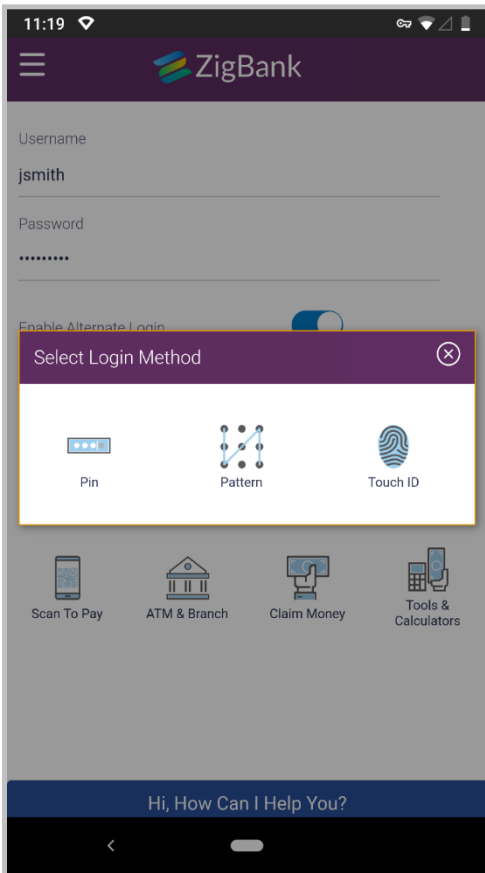 11:19
ZigBank
Username
jsmith
Password
•••••••••
Enable Alternate Login
Select Login Method
Pin
Pattern
Touch ID
Scan To Pay
ATM & Branch
Claim Money
Tools &
Calculators
Hi, How Can I Help You?